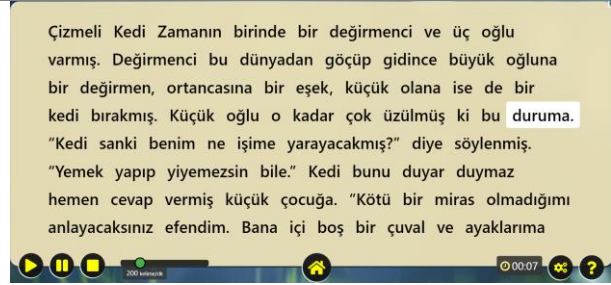 Çizmeli Kedi Zamanın birinde bir değirmenci ve üç oğlu
varmış. Değirmenci bu dünyadan göçüp gidince büyük oğluna
bir değirmen, ortancasına bir eşek, küçük olana ise de bir
kedi bırakmış. Küçük oğlu o kadar çok üzülmüş ki bu duruma.
"Kedi sanki benim ne işime yarayacakmış?" diye söylenmiş.
"Yemek yapıp yiyemezsin bile." Kedi bunu duyar duymaz
hemen cevap vermiş küçük çocuğa. "Kötü bir miras olmadığımı
anlayacaksınız efendim. Bana içi boş bir çuval ve ayaklarıma
200 kelime/dk
00:07
?